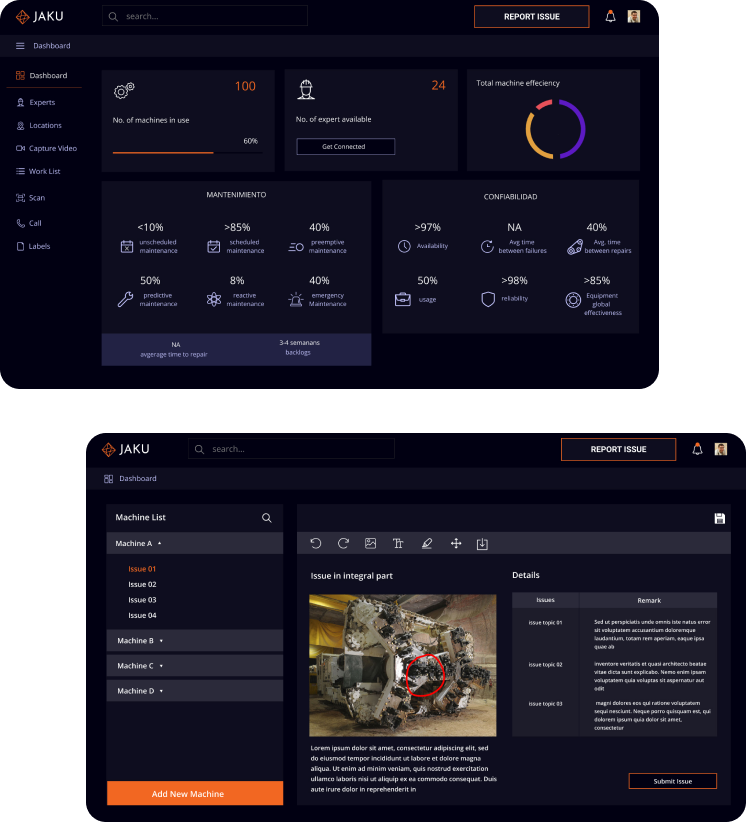 JAKU
search...
REPORT ISSUE
Dashboard
Dashboard
Experts
Locations
Capture Video
Work List
Scan
Call
Labels
100
No. of machines in use
60%
24
No. of expert available
Get Connected
Total machine effeciency
MANTENIMIENTO
<10%
unscheduled
maintenance
>85%
scheduled
maintenance
40%
preemptive
maintenance
50%
predictive
maintenance
8%
reactive
maintenance
40%
emergency
Maintenance
NA
avgerage time to repair
3-4 semanans
backlogs
CONFIABILIDAD
>97%
Availability
NA
Avg time
between failures
40%
Avg. time
between repairs
50%
usage
>98%
reliability
>85%
Equipment
global
effectiveness
JAKU
search...
REPORT ISSUE
Dashboard
Machine List
Machine A
Issue 01
Issue 02
Issue 03
Issue 04
Machine B
Machine C
Machine D
Add New Machine
Tr
Issue in integral part
Lorem ipsum dolor sit amet, consectetur adipiscing elit, sed
do eiusmod tempor incididunt ut labore et dolore magna
aliqua. Ut enim ad minim veniam, quis nostrud exercitation
ullamco laboris nisi ut aliquip ex ea commodo consequat. Duis
aute irure dolor in reprehenderit in
Details
Issues
Remark
issue topic 01
Sed ut perspiciatis unde omnis iste natus error
sit voluptatem accusantium doloremque
laudantium, totam rem aperiam, eaque ipsa
quae ab
issue topic 02
inventore veritatis et quasi architecto beatae
vitae dicta sunt explicabo. Nemo enim ipsam
voluptatem quia voluptas sit aspernatur aut
odit
issue topic 03
magni dolores eos qui ratione voluptatem
sequi nesciunt. Neque porro quisquam est, qui
dolorem ipsum quia dolor sit amet,
consectetur
Submit Issue